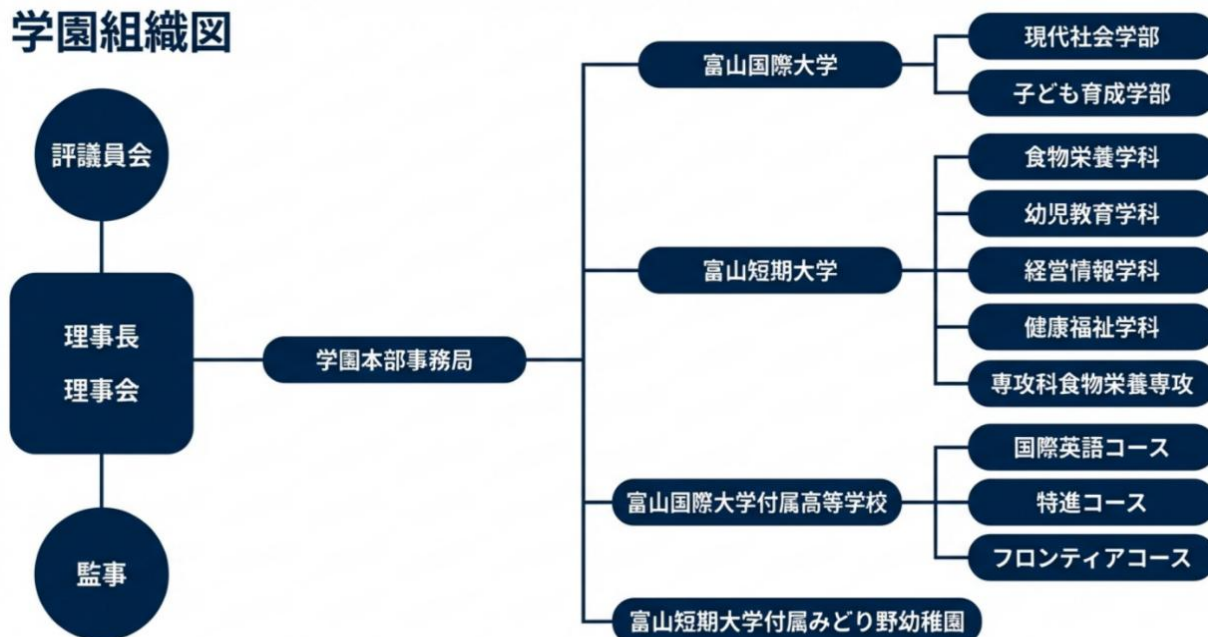 学園組織図
評議員会
理事長
理事会
監事
学園本部事務局
富山国際大学
現代社会学部
子ども育成学部
富山短期大学
食物栄養学科
幼児教育学科
経営情報学科
健康福祉学科
専攻科食物栄養専攻
富山国際大学付属高等学校
国際英語コース
特進コース
フロンティアコース
富山短期大学付属みどり野幼稚園